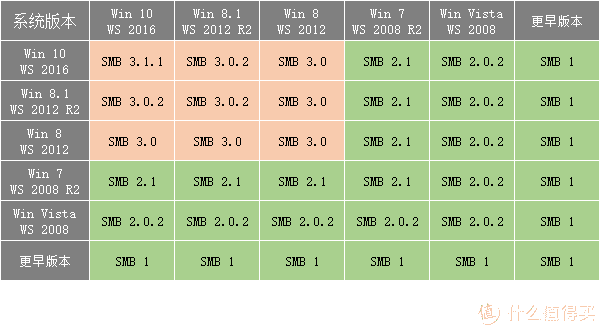 系统版本 Win 10 WS 2016 Win 8.1 WS 2012 R2 Win 8 WS 2012 Win 7 WS 2008 R2 Win Vista WS 2008 更早版本
Win 10 WS 2016 SMB 3.1.1 SMB 3.0.2 SMB 3.0 SMB 2.1 SMB 2.0.2 SMB 1
Win 8.1 WS 2012 R2 SMB 3.0.2 SMB 3.0.2 SMB 3.0 SMB 2.1 SMB 2.0.2 SMB 1
Win 8 WS 2012 SMB 3.0 SMB 3.0 SMB 3.0 SMB 2.1 SMB 2.0.2 SMB 1
Win 7 WS 2008 R2 SMB 2.1 SMB 2.1 SMB 2.1 SMB 2.1 SMB 2.0.2 SMB 1
Win Vista WS 2008 SMB 2.0.2 SMB 2.0.2 SMB 2.0.2 SMB 2.0.2 SMB 2.0.2 SMB 1
更早版本 SMB 1 SMB 1 SMB 1 SMB 1 SMB 1 SMB 1
值 什么值得买